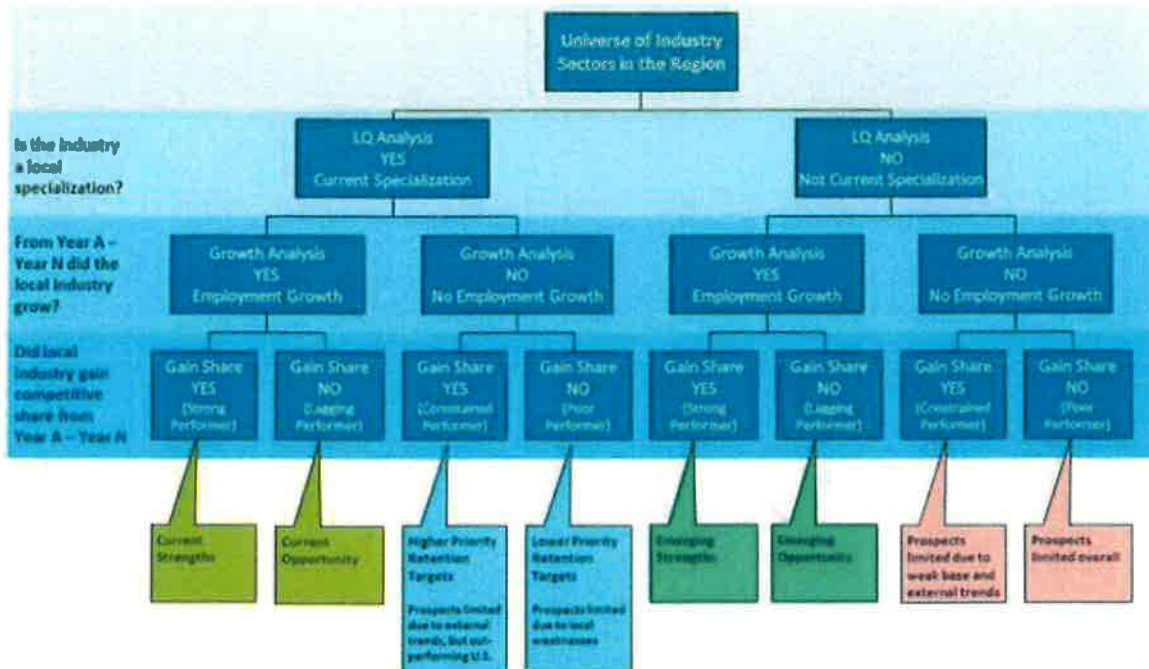 Universe of Industry
Sectors in the Region
Is the industry
a local
specialization?
LQ Analysis
YES
Current Specialization
LQ Analysis
NO
Not Current Specialization
From Year A –
Year N did the
local industry
grow?
Growth Analysis
YES
Employment Growth
Growth Analysis
NO
No Employment Growth
Growth Analysis
YES
Employment Growth
Growth Analysis
NO
No Employment Growth
Did local
industry gain
competitive
share from
Year A – Year N
Gain Share
YES
(Strong
Performer)
Gain Share
NO
(Lagging
Performer)
Gain Share
YES
(Constrained
Performer)
Gain Share
NO
(Poor
Performer)
Gain Share
YES
(Strong
Performer)
Gain Share
NO
(Lagging
Performer)
Gain Share
YES
(Constrained
Performer)
Gain Share
NO
(Poor
Performer)
Current
Strengths
Current
Opportunity
Higher Priority
Retention
Targets
Prospects limited
due to external
trends, but out-
performing U.S.
Lower Priority
Retention
Targets
Prospects limited
due to local
weaknesses
Emerging
Strengths
Emerging
Opportunity
Prospects
limited due to
weak base and
external trends
Prospects
limited overall